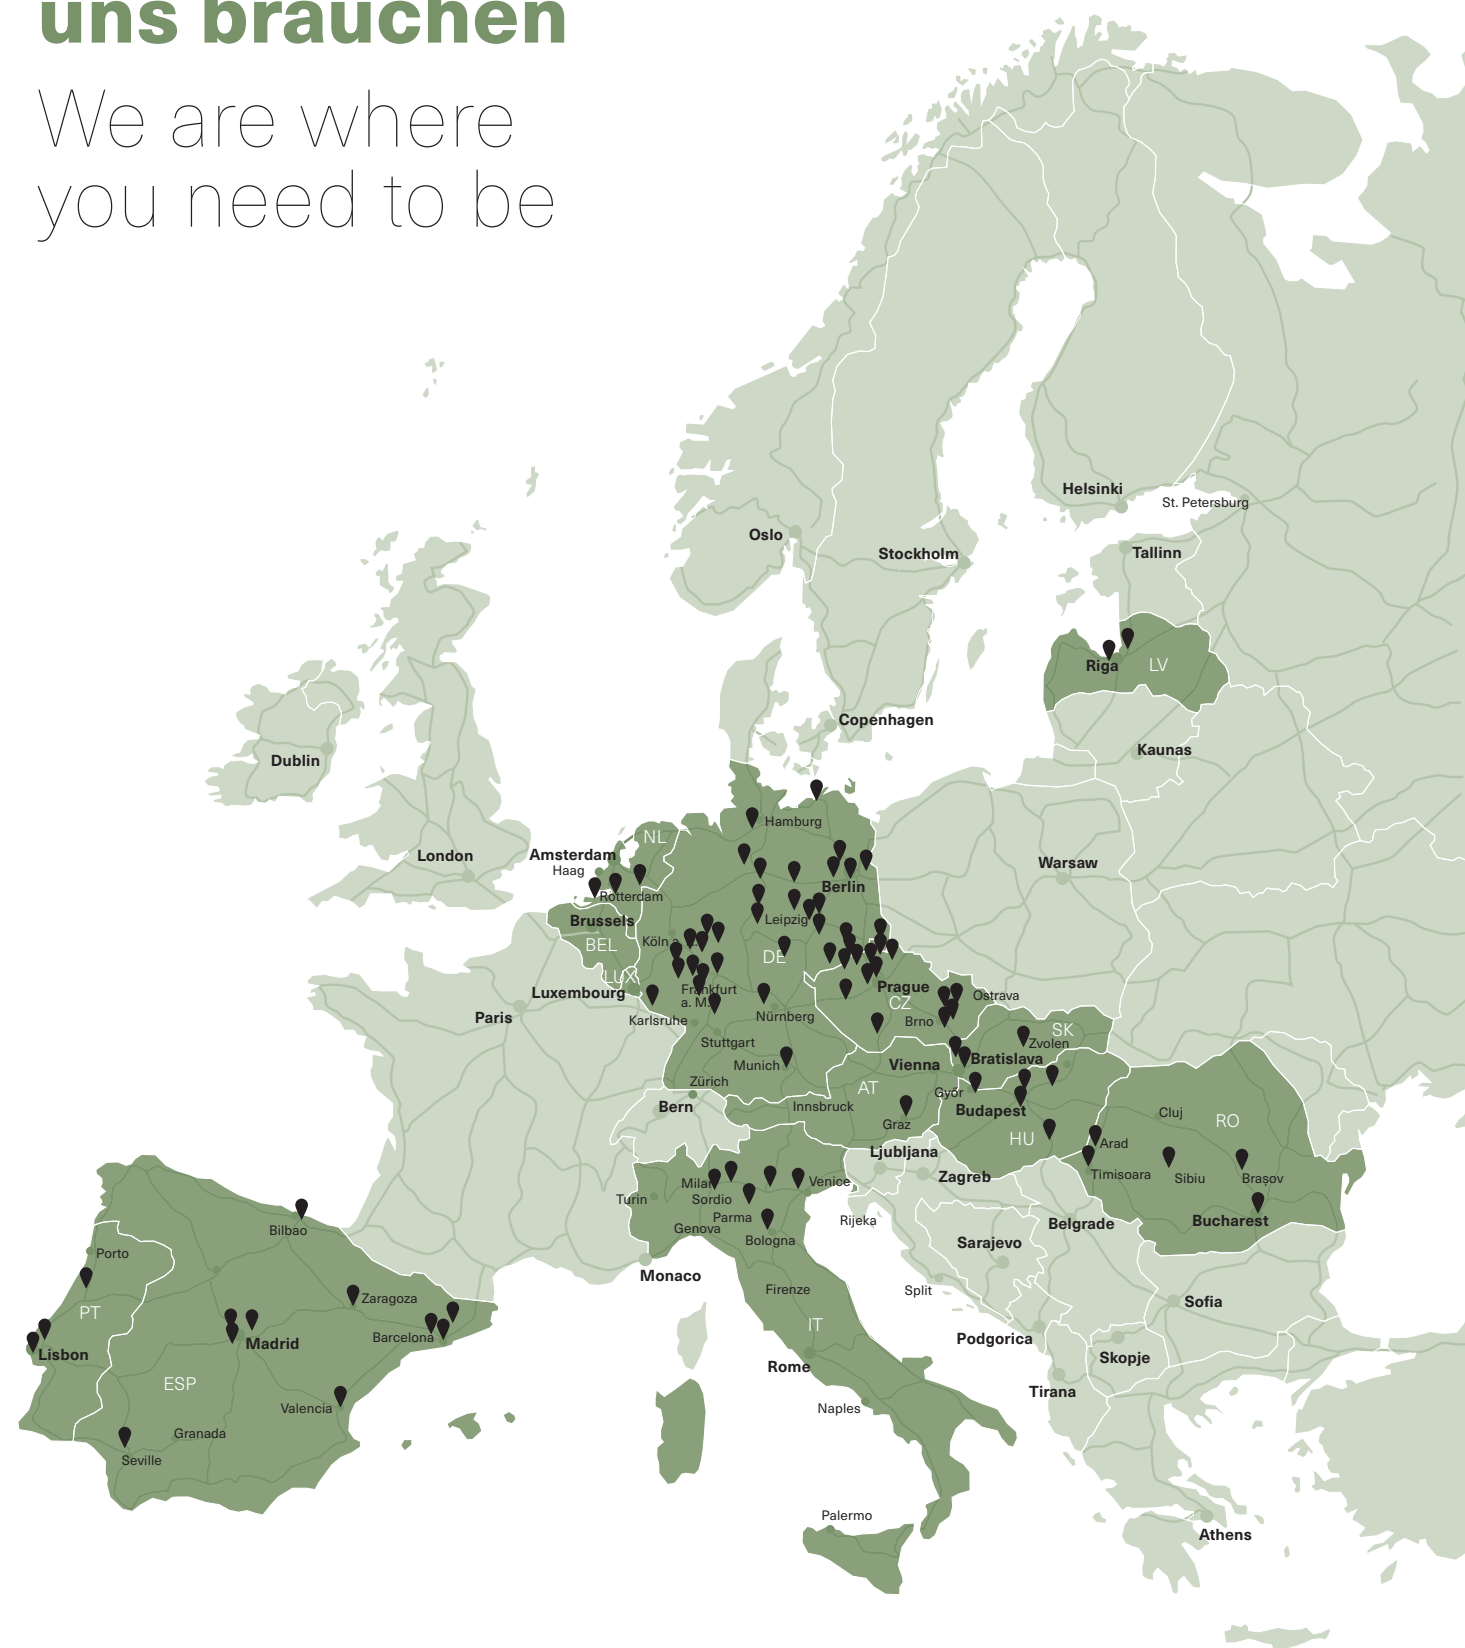 uns brauchen
We are where
you need to be
Helsinki
St. Petersburg
Oslo
Stockholm
Tallinn
Riga
LV
Copenhagen
Kaunas
Dublin
Hamburg
NL
London
Amsterdam
Haag
Warsaw
Berlin
Rotterdam
Brussels
Leipzig
BEL
Köln a.
DE
LUX
Luxembourg
Frankfurt
a. M.
Prague
CZ
Ostrava
Paris
Karlsruhe
Nürnberg
Brno
SK
Stuttgart
Zvolen
Munich
Vienna
Bratislava
Zürich
AT
Győr
Bern
Innsbruck
Budapest
Cluj
RO
Graz
HU
Arad
Ljubljana
Zagreb
Timisoara
Sibiu
Brașov
Milan
Venice
Turin
Sordio
Parma
Rijeka
Genova
Belgrade
Bucharest
Bilbao
Bologna
Sarajevo
Porto
Monaco
Firenze
Split
Zaragoza
Sofia
PT
IT
Barcelona
Madrid
Podgorica
Lisbon
Rome
Skopje
ESP
Tirana
Valencia
Naples
Granada
Seville
Palermo
Athens